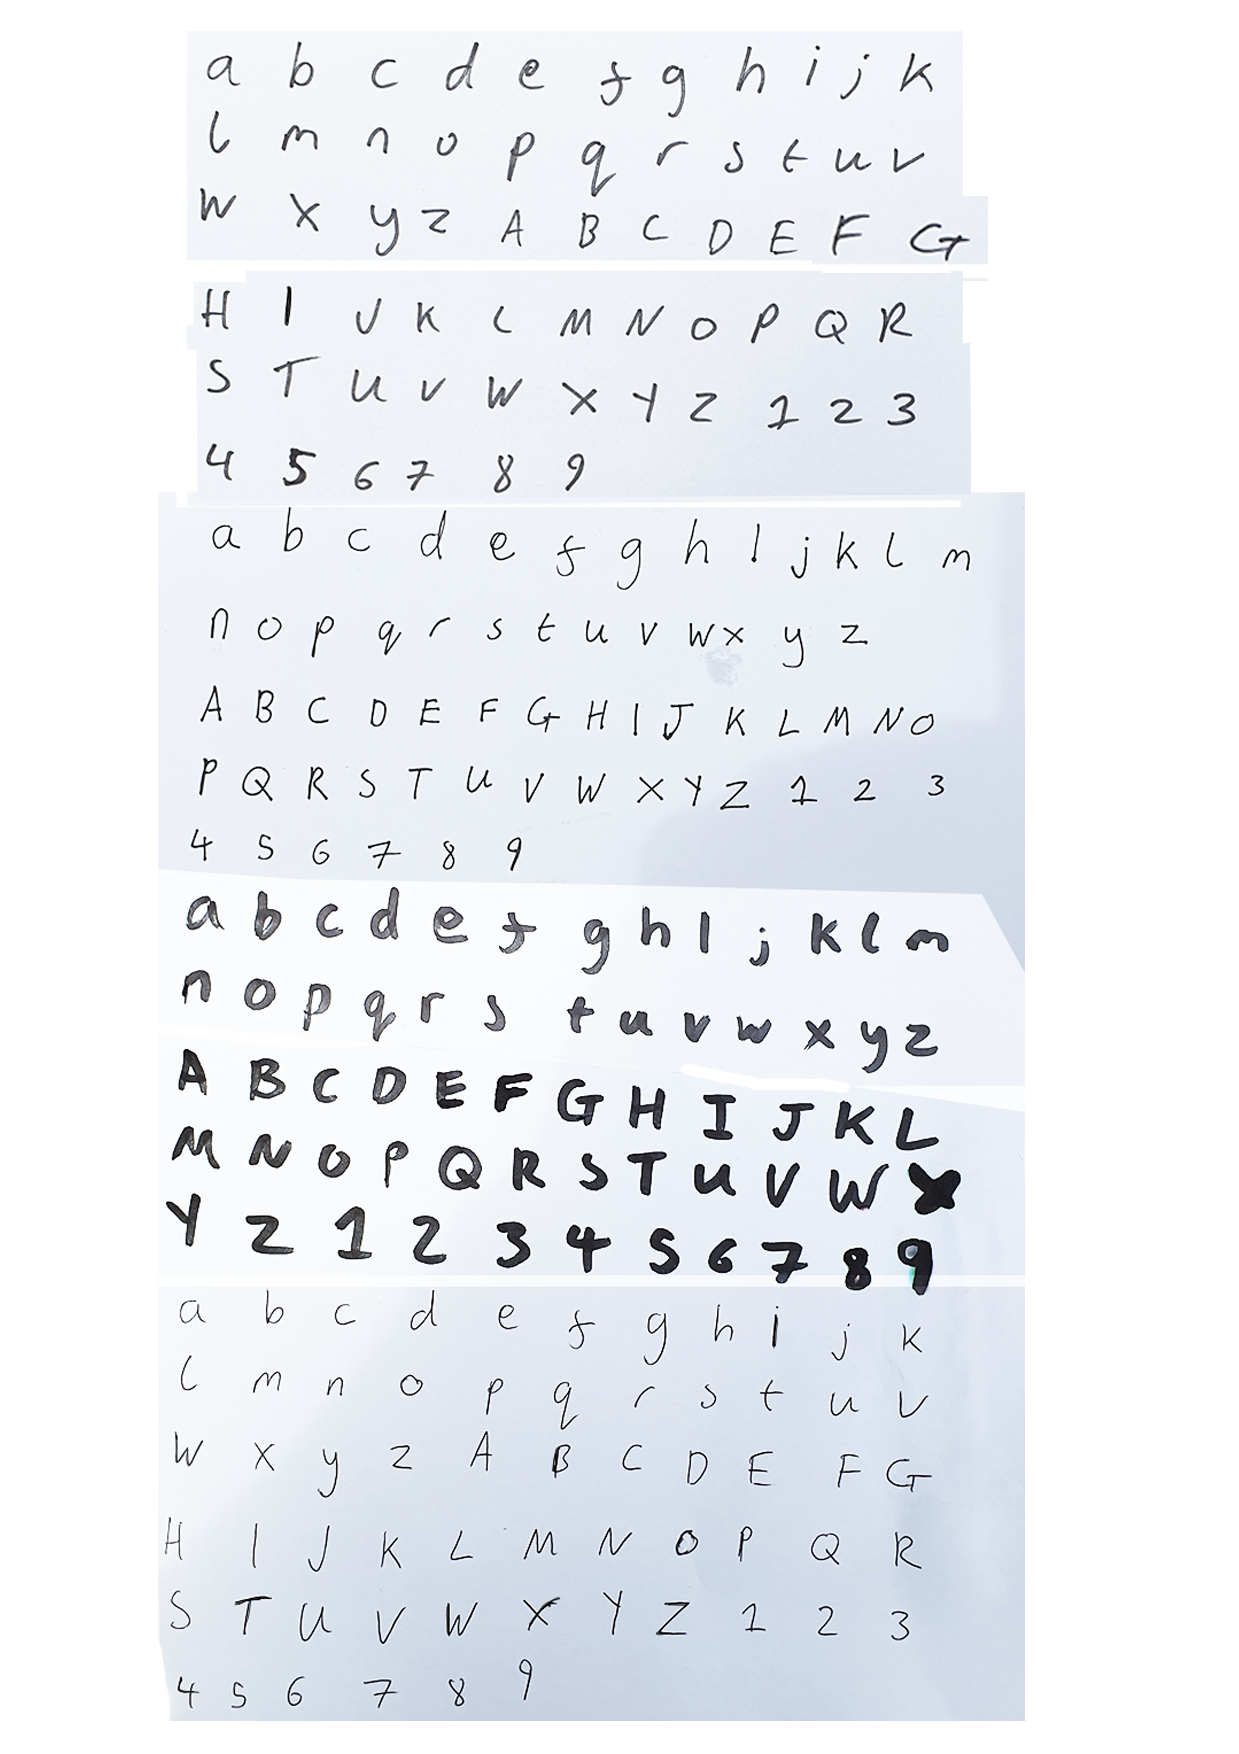 a b c d e f g h i j k
l m n o p q r s t u v
w x y z A B C D E F G
H I J K L M N O P Q R
S T U V W X Y Z 1 2 3
4 5 6 7 8 9
a b c d e f g h i j k l m
n o p q r s t u v w x y z
A B C D E F G H I J K L M N O
P Q R S T U V W X Y Z 1 2 3
4 5 6 7 8 9
a b c d e f g h l j k l m
n o p q r s t u v w x y z
A B C D E F G H I J K L
M N O P Q R S T U V W X
Y Z 1 2 3 4 5 6 7 8 9
a b c d e f g h i j k
l m n o p q r s t u v
w x y z A B C D E F G
H I J K L M N O P Q R
S T U V W X Y Z 1 2 3
4 5 6 7 8 9